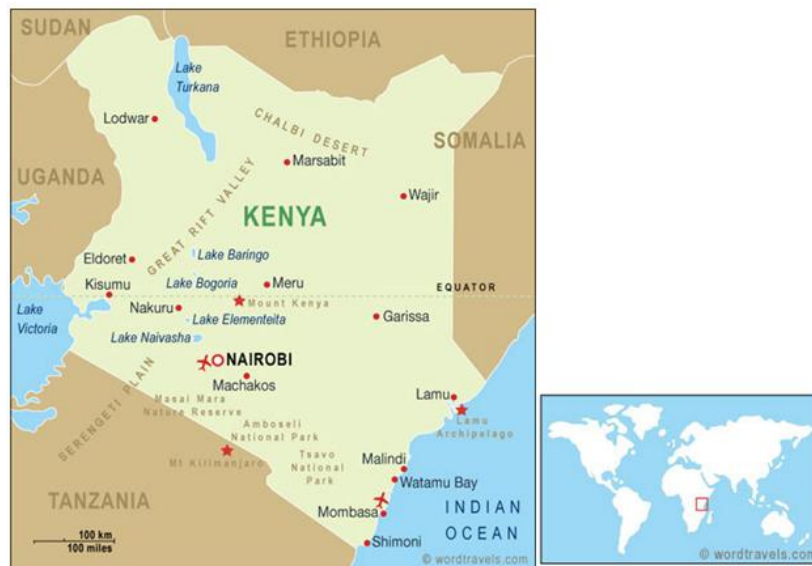 SUDAN
ETHIOPIA
Lake
Turkana
Lodwar
CHALBI DESERT
SOMALIA
Marsabit
UGANDA
GREAT RIFT VALLEY
Wajir
KENYA
Eldoret
Lake Baringo
Kisumu
Lake Bogoria
Meru
EQUATOR
Mount Kenya
Nakuru
Lake
Victoria
Lake Elementeita
Garissa
Lake Naivasha
NAIROBI
Machakos
SERENGETI PLAIN
Masai Mara
Nature Reserve
Lamu
Amboseli
National Park
Lamu
Archipelago
Mt Kilimanjaro
Tsavo
National
Park
Malindi
Watamu Bay
TANZANIA
Mombasa
INDIAN
OCEAN
100 km
100 miles
Shimoni
© wordtravels.com
© wordtravels.com